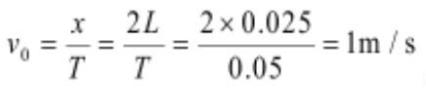 v₀ = x/T = 2L/T = 2 × 0.025/0.05 = 1m / s